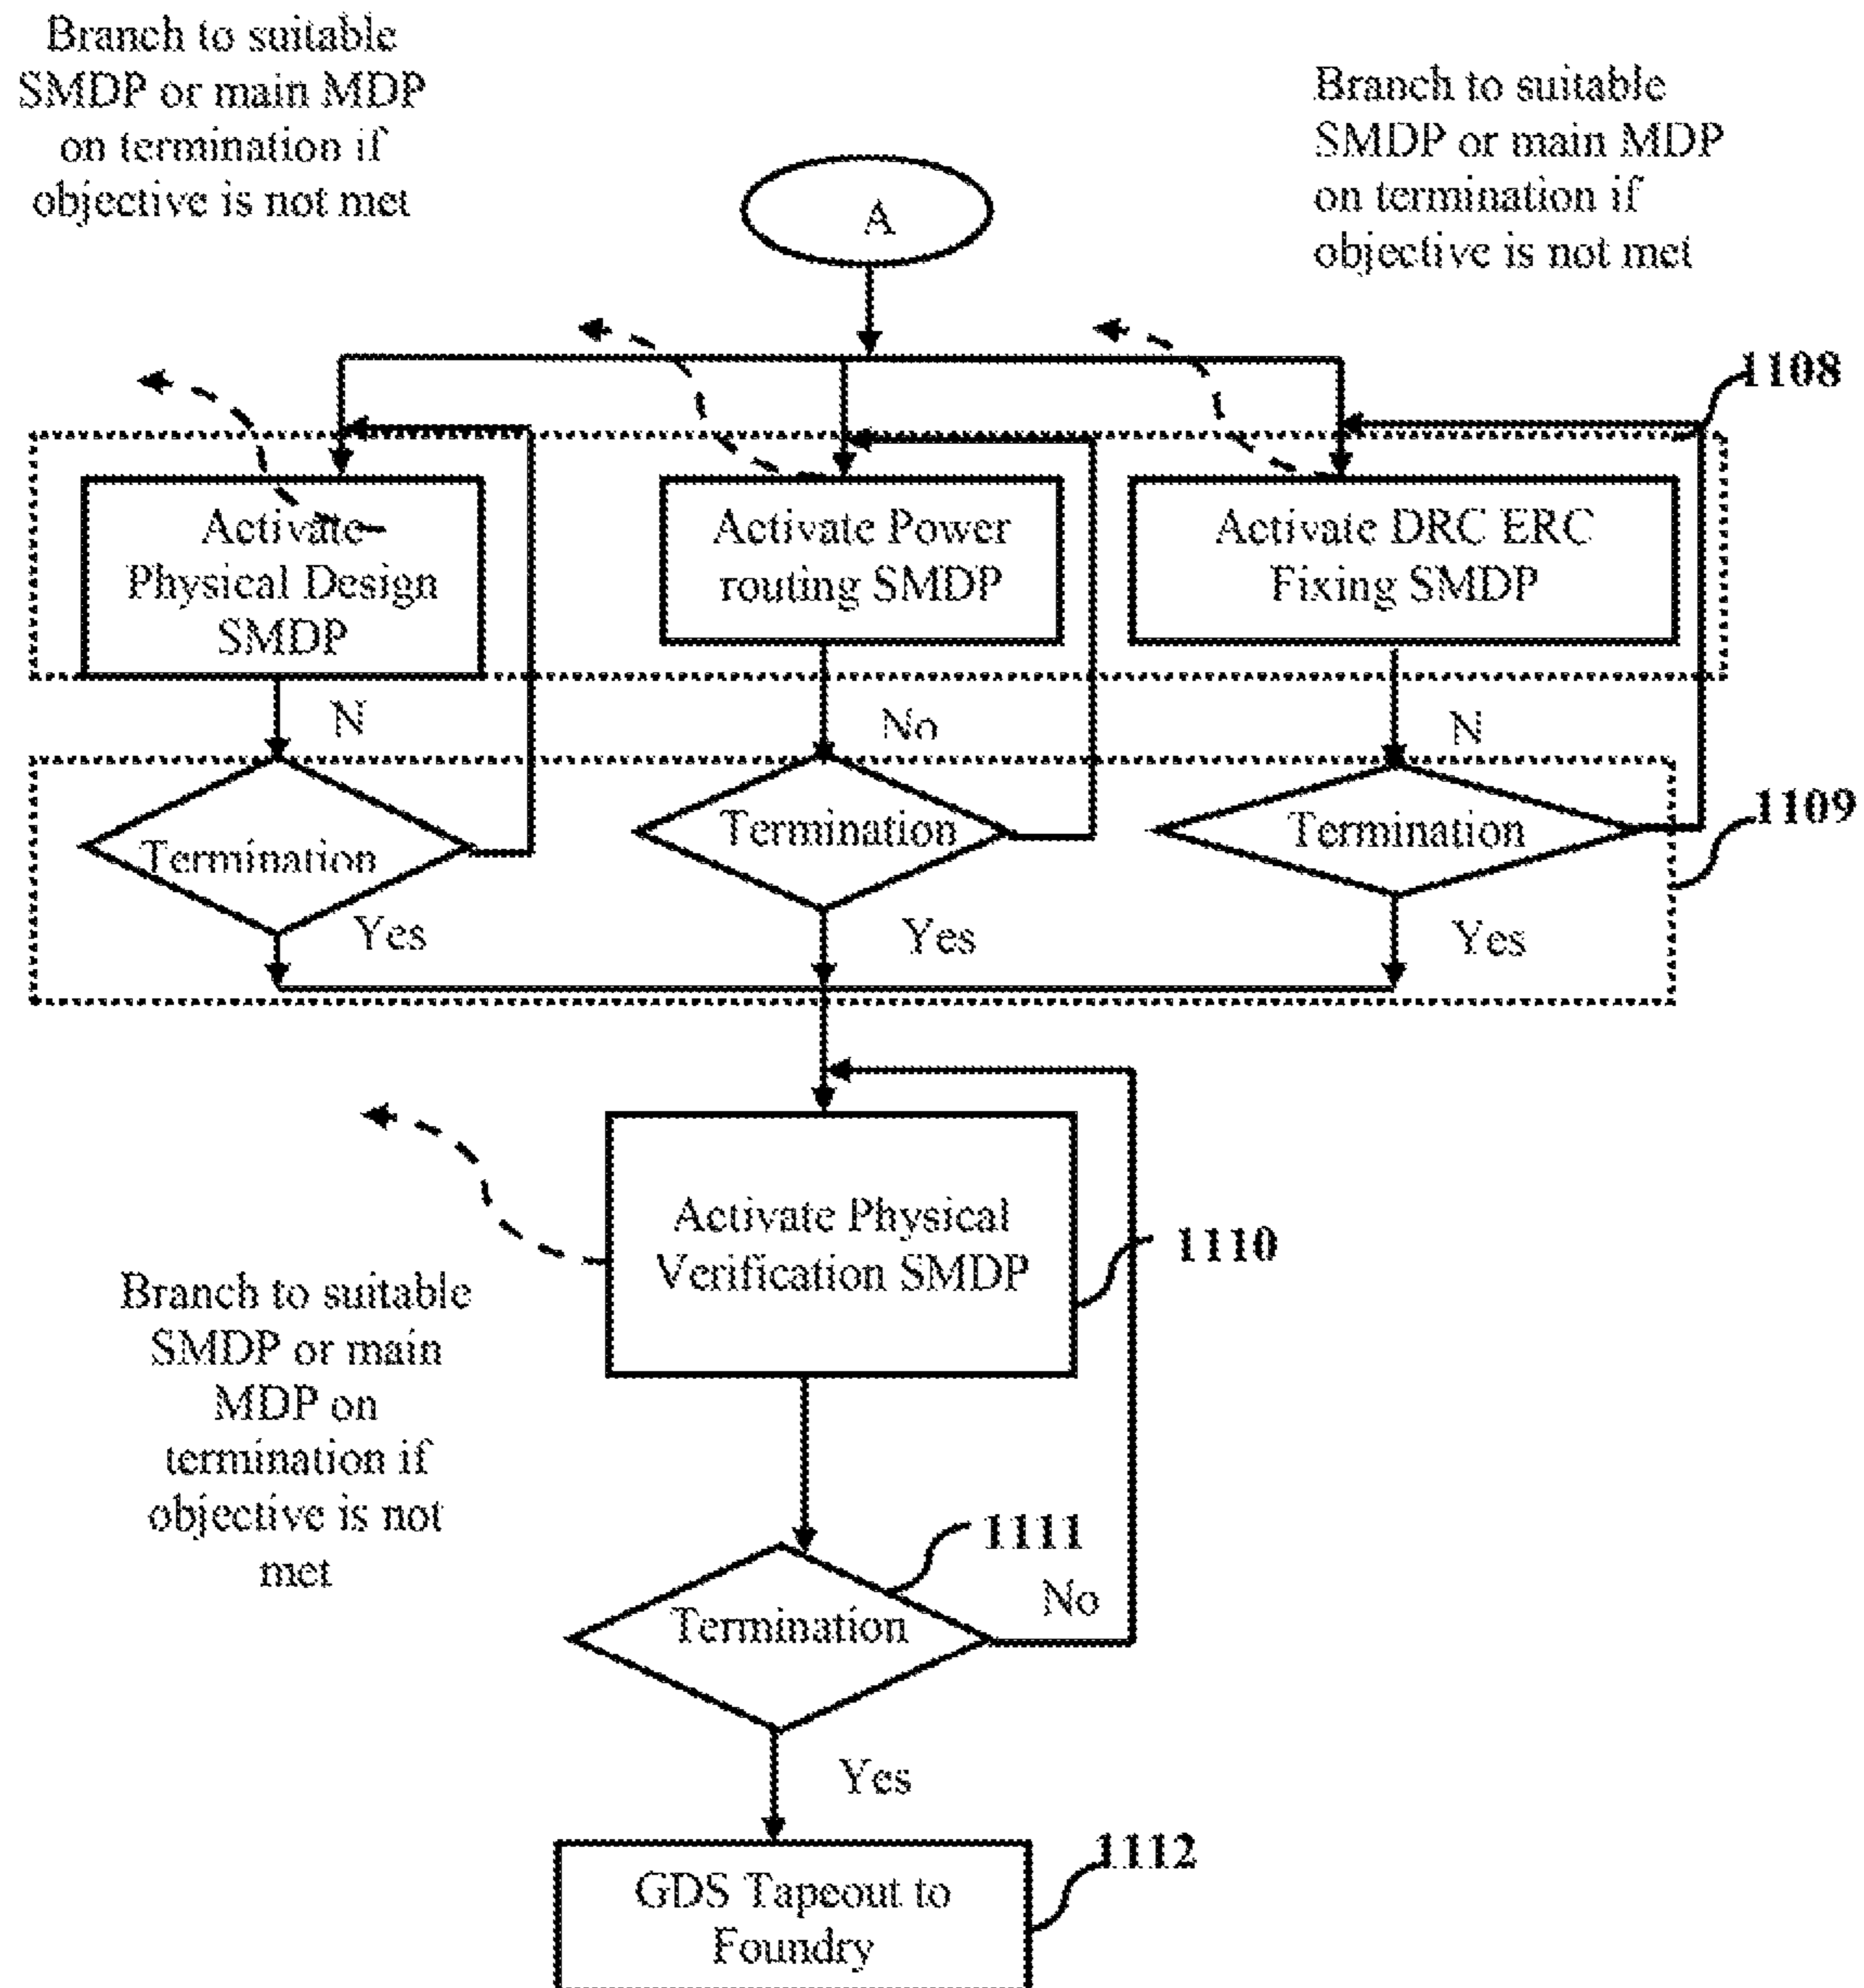 Branch to suitable
SMDP or main MDP
on termination if
objective is not met
Branch to suitable
SMDP or main MDP
on termination if
objective is not met
A
1108
Activate
Physical Design
SMDP
Activate Power
routing SMDP
Activate DRC ERC
Fixing SMDP
N
No
N
Termination
Termination
Termination
1109
Yes
Yes
Yes
Activate Physical
Verification SMDP
1110
Branch to suitable
SMDP or main
MDP on
termination if
objective is not
met
1111
Termination
No
Yes
GDS Tapeout to
Foundry
1112